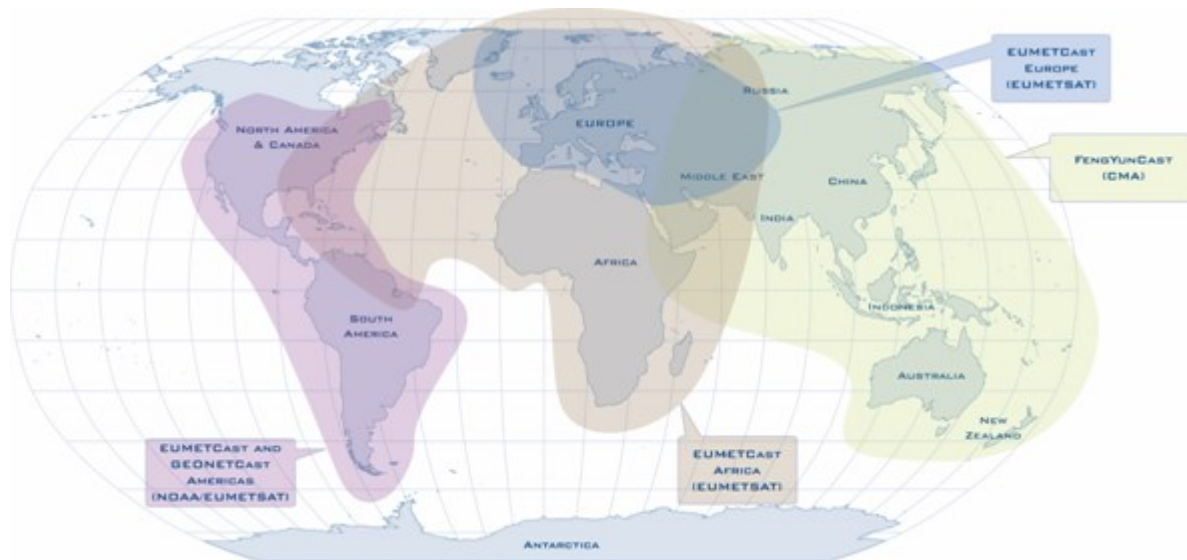 EUMETCast
Europe
(EUMETSAT)
Russia
North America
& Canada
Europe
FengYunCast
(CMA)
Middle East
China
India
Africa
Indonesia
South
America
Australia
New
Zealand
EUMETCast and
GEONETCast
Americas
(NOAA/EUMETSAT)
EUMETCast
Africa
(EUMETSAT)
Antarctica